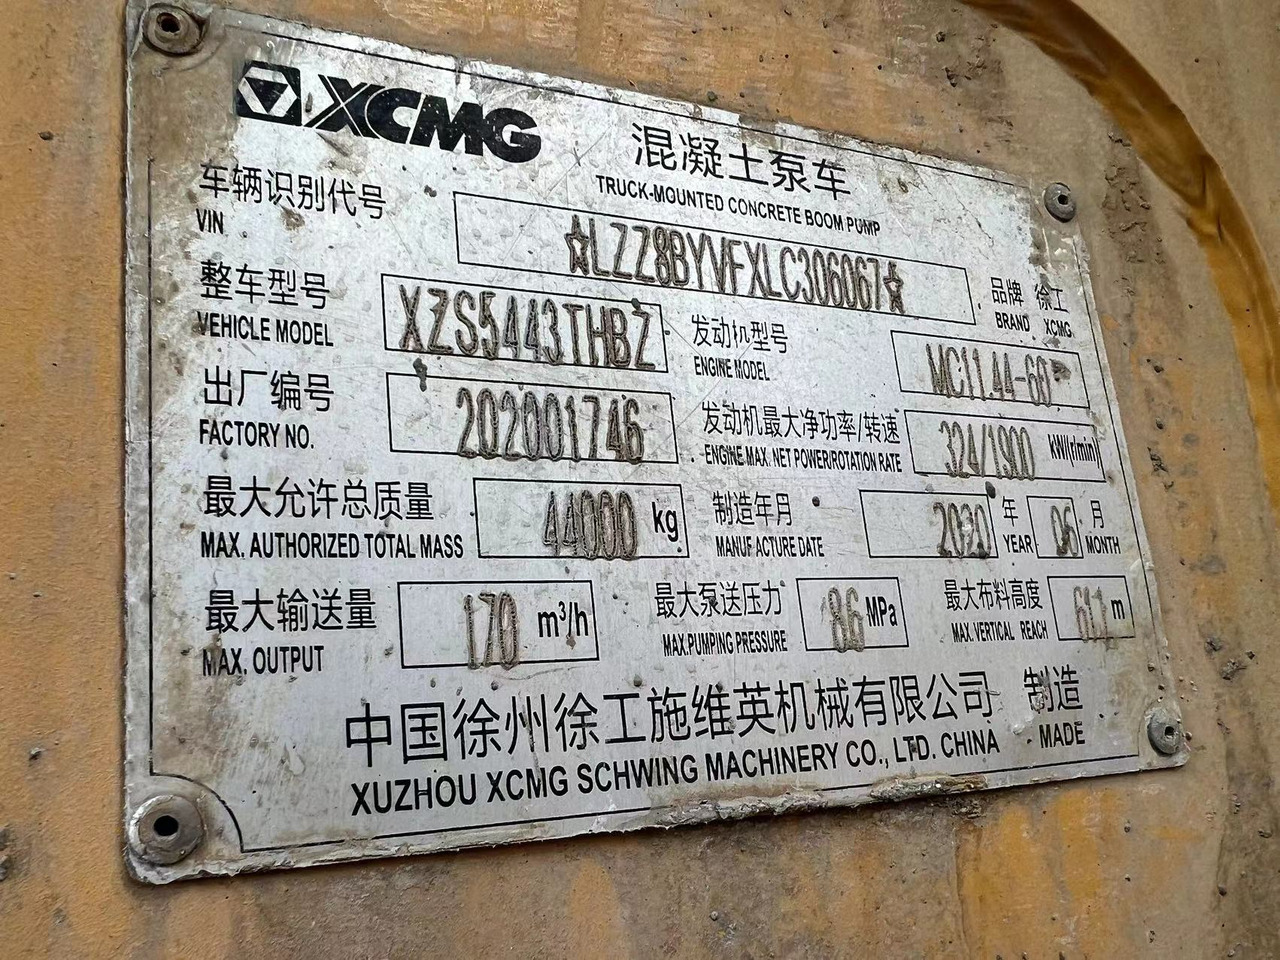 XCMG
混凝土泵车
TRUCK-MOUNTED CONCRETE BOOM PUMP
车辆识别代号
VIN
☆LZZ8BYVFXLC306067☆
品牌 徐工
BRAND XCMG
整车型号
VEHICLE MODEL
XZS5443THBZ
发动机型号
ENGINE MODEL
MC11.44-60
出厂编号
FACTORY NO.
202001746
发动机最大净功率/转速
ENGINE MAX. NET POWER/ROTATION RATE
324/1900 kW/(r/min)
最大允许总质量
MAX. AUTHORIZED TOTAL MASS
44000 kg
制造年月
MANUFACTURE DATE
2020 年 06 月
YEAR MONTH
最大输送量
MAX. OUTPUT
170 m³/h
最大泵送压力
MAX.PUMPING PRESSURE
8.6 MPa
最大布料高度
MAX. VERTICAL REACH
61.1 m
中国徐州徐工施维英机械有限公司 制造
XUZHOU XCMG SCHWING MACHINERY CO., LTD. CHINA MADE